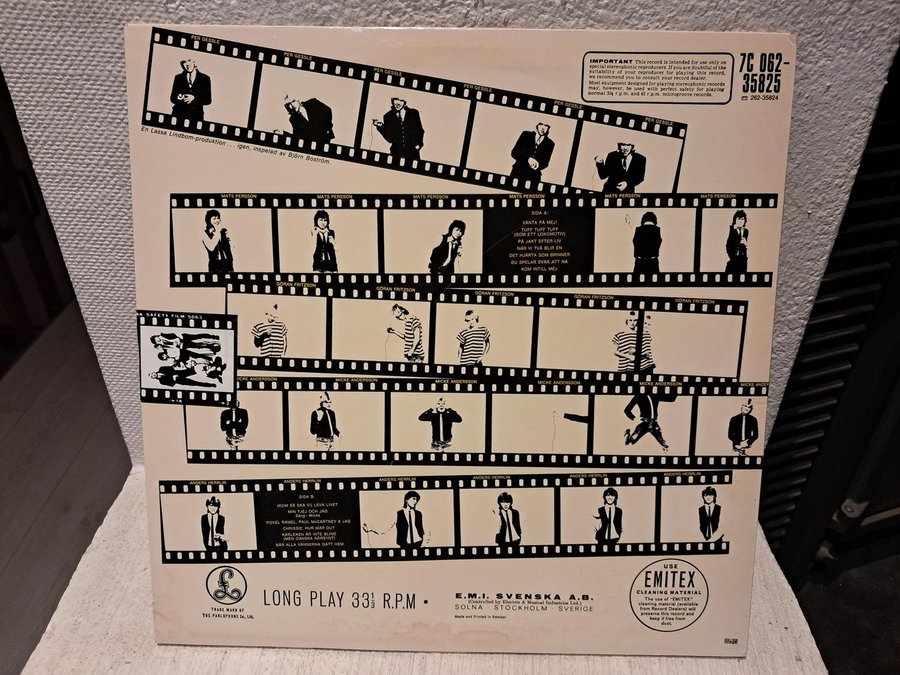 PER GESSLE
PER GESSLE
PER GESSLE
PER GESSLE
PER GESSLE
En Lasse Lindbom-produktion . . . igen, inspelad av Björn Boström.
IMPORTANT This record is intended for use only on
special stereophonic reproducers. If you are doubtful of the
suitability of your reproducer for playing this record,
we recommend you to consult your record dealer.
Most equipment designed for playing stereophonic records
may, however, be used with perfect safety for playing
normal 33⅓ r.p.m. and 45 r.p.m. microgroove records.
7C 062-
35825
262-35824
MATS PERSSON
MATS PERSSON
MATS PERSSON
MATS PERSSON
MATS PERSSON
MATS PERSSON
SIDA A:
VÄNTA PÅ MEJ!
TUFF TUFF TUFF
(SOM ETT LOKOMOTIV)
PÅ JAKT EFTER LIV
NÄR VI TVÅ BLIR EN
DET HJÄRTA SOM BRINNER
DU SPELAR SVÅR ATT NÅ
KOM INTILL MEJ
GÖRAN FRITZSON
GÖRAN FRITZSON
GÖRAN FRITZSON
GÖRAN FRITZSON
GÖRAN FRITZSON
A SAFETY FILM 5063
MICKE ANDERSSON
MICKE ANDERSSON
MICKE ANDERSSON
MICKE ANDERSSON
MICKE ANDERSSON
MICKE ANDER
ANDERS HERRLIN
ANDERS HERRLIN
ANDERS HERRLIN
ANDERS HERRLIN
ANDERS HERRLIN
ANDERS HERRLIN
SIDA B:
(KOM SÅ SKA VI) LEVA LIVET
MIN TJEJ OCH JAG
Sång - Micke
POVEL RAMEL, PAUL McCARTNEY & JAG
CHRISSIE, HUR MÅR DU?
KÄRLEKEN ÄR INTE BLIND
(MEN GANSKA NÄRSYNT)
NÄR ALLA VÄNNERNA GÅTT HEM
£
TRADE MARK OF
THE PARLOPHONE Co, Ltd.
LONG PLAY 33⅓ R.P.M •
E.M.I. SVENSKA A.B.
(Controlled by Electric & Musical Industries Ltd.)
SOLNA STOCKHOLM SVERIGE
Made and Printed in Sweden
USE
EMITEX
CLEANING MATERIAL
The use of "EMITEX"
cleaning material (available
from Record Dealers) will
preserve this record and
keep it free from
dust.